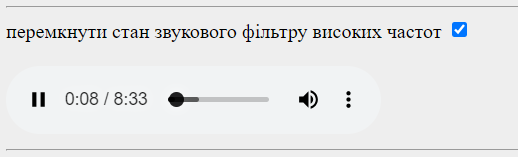 перемкнути стан звукового фільтру високих частот
0:08 / 8:33